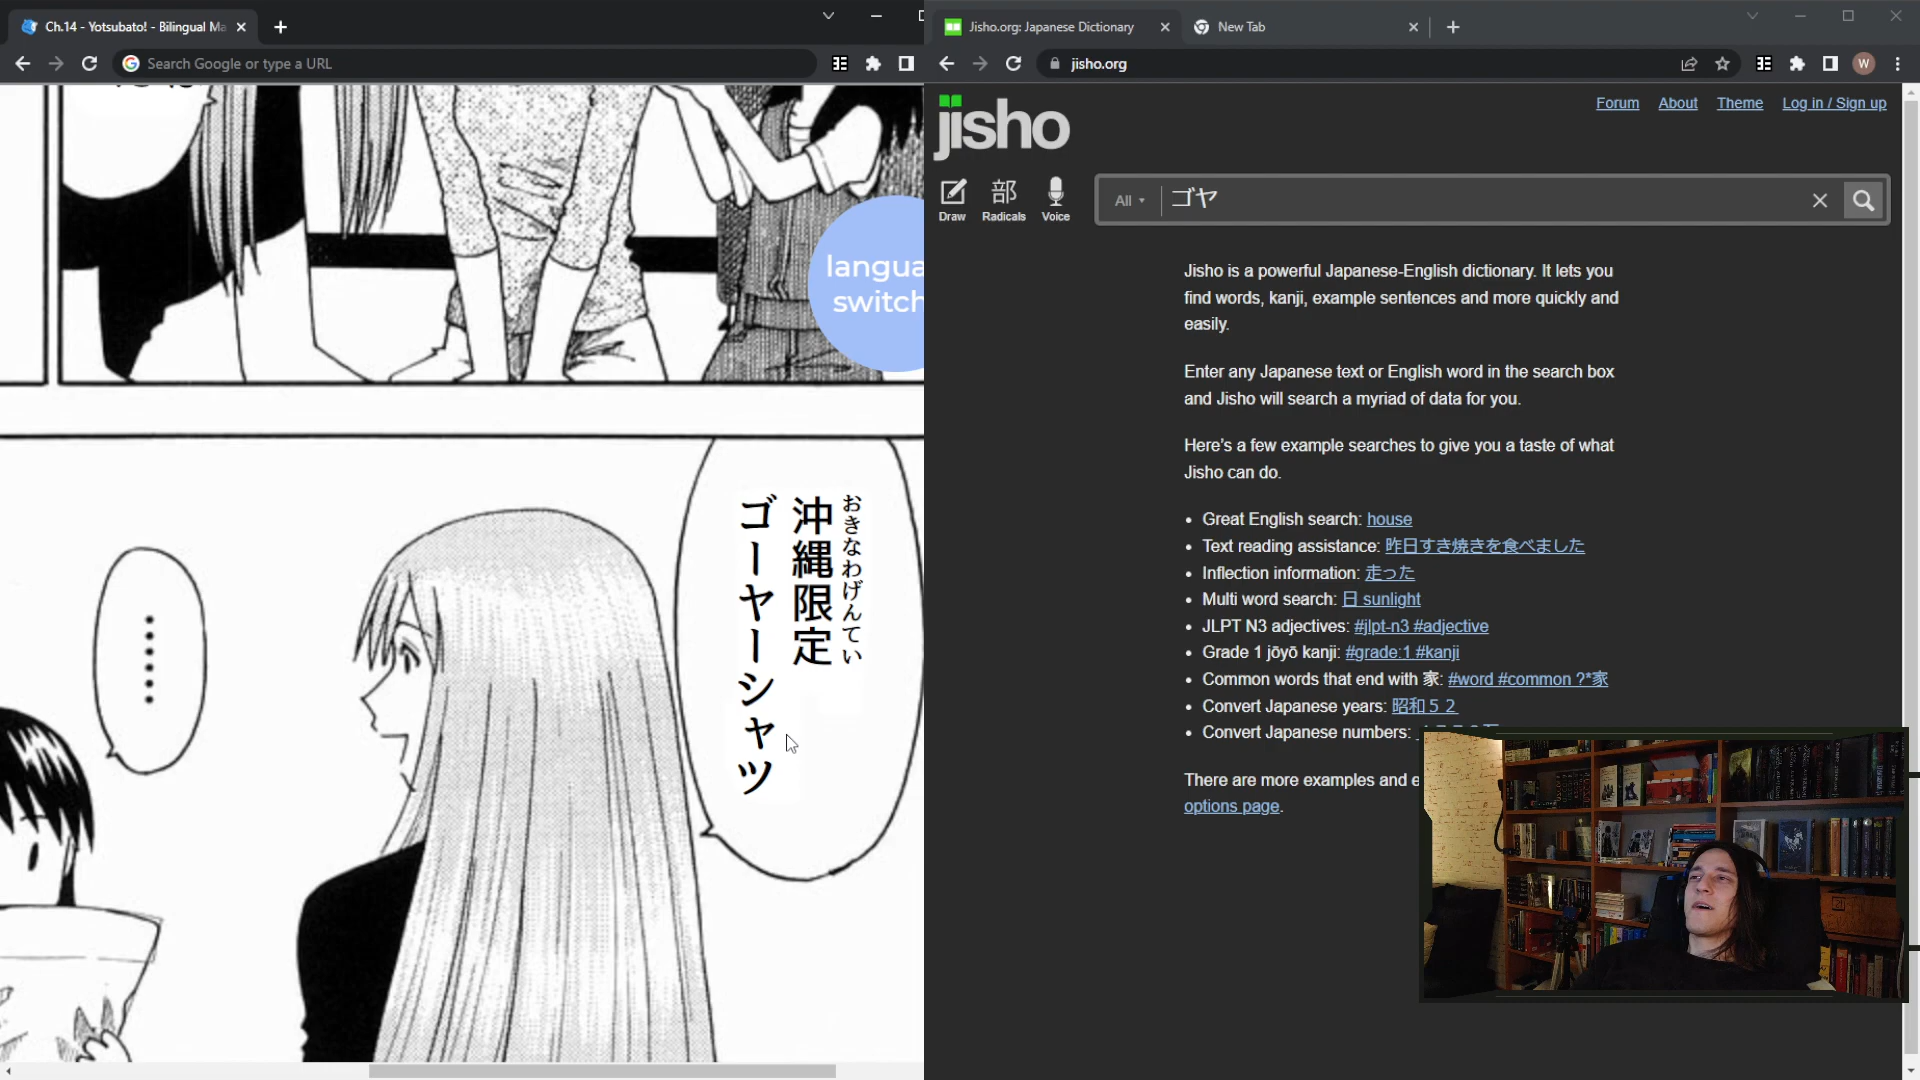 Ch.14 - Yotsubato! - Bilingual Ma
Search Google or type a URL
langua
switch
おきなわげんてい
沖縄限定
ゴーヤーシャツ
Jisho.org: Japanese Dictionary
New Tab
jisho.org
W
Forum About Theme Log in / Sign up
jisho
部
Draw Radicals Voice
All ゴヤ
Jisho is a powerful Japanese-English dictionary. It lets you
find words, kanji, example sentences and more quickly and
easily.
Enter any Japanese text or English word in the search box
and Jisho will search a myriad of data for you.
Here's a few example searches to give you a taste of what
Jisho can do.
• Great English search: house
• Text reading assistance: 昨日すき焼きを食べました
• Inflection information: 走った
• Multi word search: 日 sunlight
• JLPT N3 adjectives: #jlpt-n3 #adjective
• Grade 1 jōyō kanji: #grade:1 #kanji
• Common words that end with 家: #word #common ?*家
• Convert Japanese years: 昭和５２
• Convert Japanese numbers:
There are more examples and e
options page.